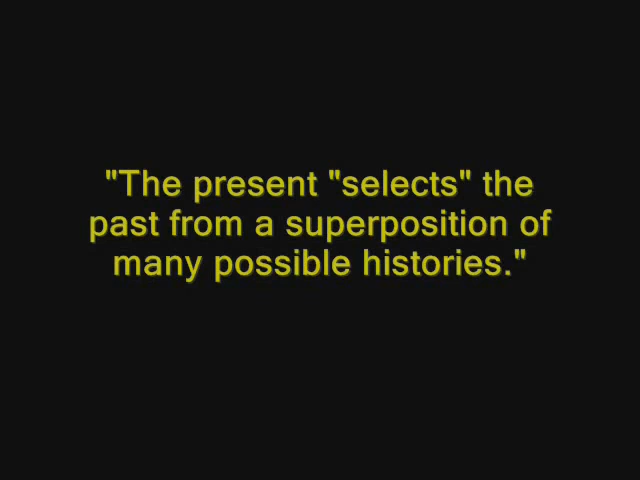 "The present "selects" the
past from a superposition of
many possible histories."